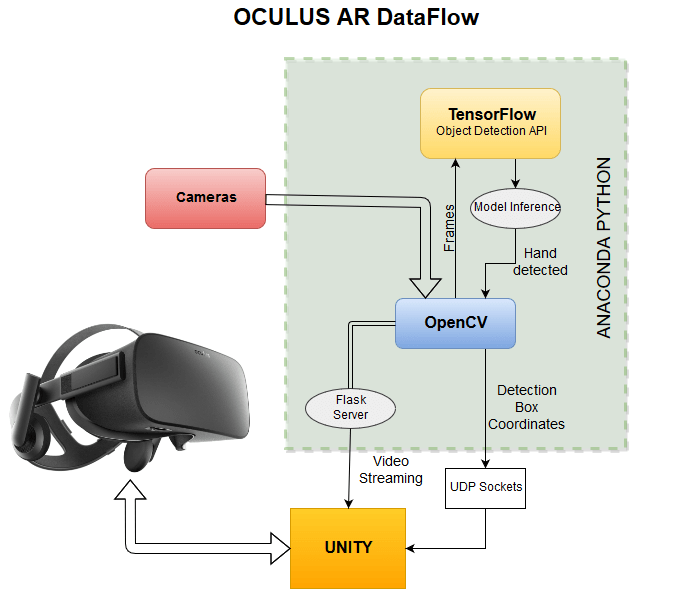 OCULUS AR DataFlow
TensorFlow
Object Detection API
Cameras
Model Inference
Frames
ANACONDA PYTHON
Hand
detected
OpenCV
Flask
Server
Detection
Box
Coordinates
Video
Streaming
UDP Sockets
UNITY